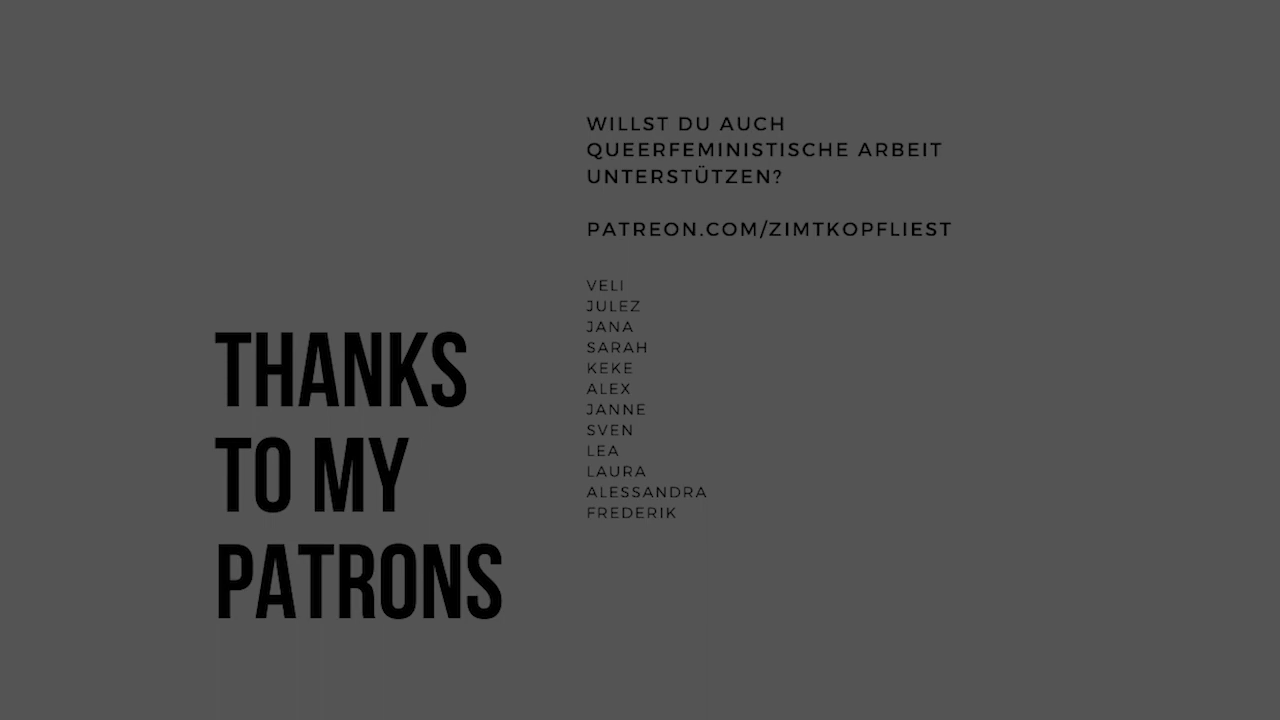 THANKS
TO MY
PATRONS
WILLST DU AUCH
QUEERFEMINISTISCHE ARBEIT
UNTERSTÜTZEN?
PATREON.COM/ZIMTKOPFLIEST
VELI
JULEZ
JANA
SARAH
KEKE
ALEX
JANNE
SVEN
LEA
LAURA
ALESSANDRA
FREDERIK